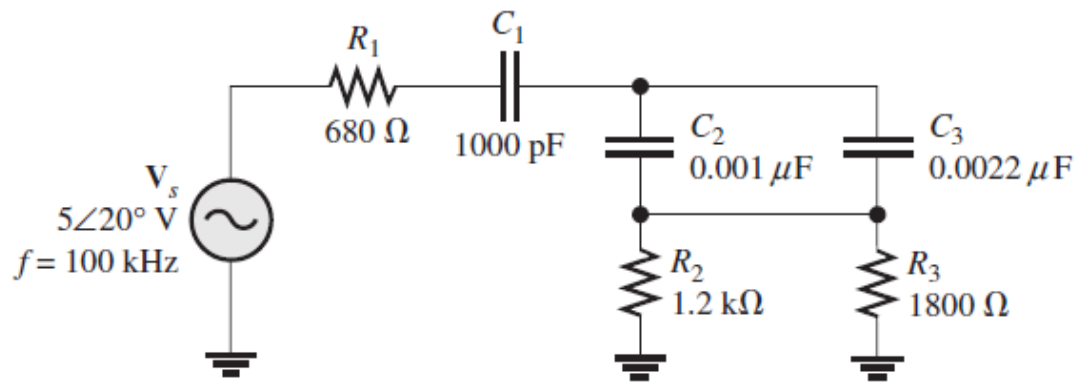 R₁
680 Ω
C₁
1000 pF
C₂
0.001 μF
C₃
0.0022 μF
Vₛ
5∠20° V
f = 100 kHz
R₂
1.2 kΩ
R₃
1800 Ω